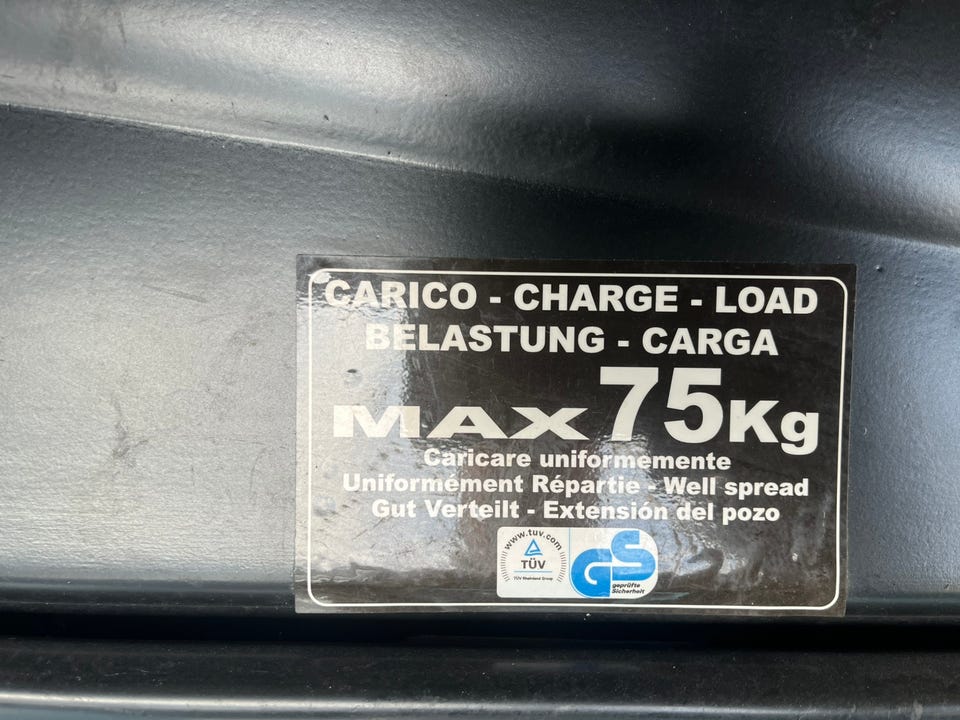 CARICO - CHARGE - LOAD
BELASTUNG - CARGA
MAX 75Kg
Caricare uniformemente
Uniformément Répartie - Well spread
Gut Verteilt - Extensión del pozo
www.tuv.com
TÜV
TÜV Rheinland Group
GS
geprüfte
Sicherheit